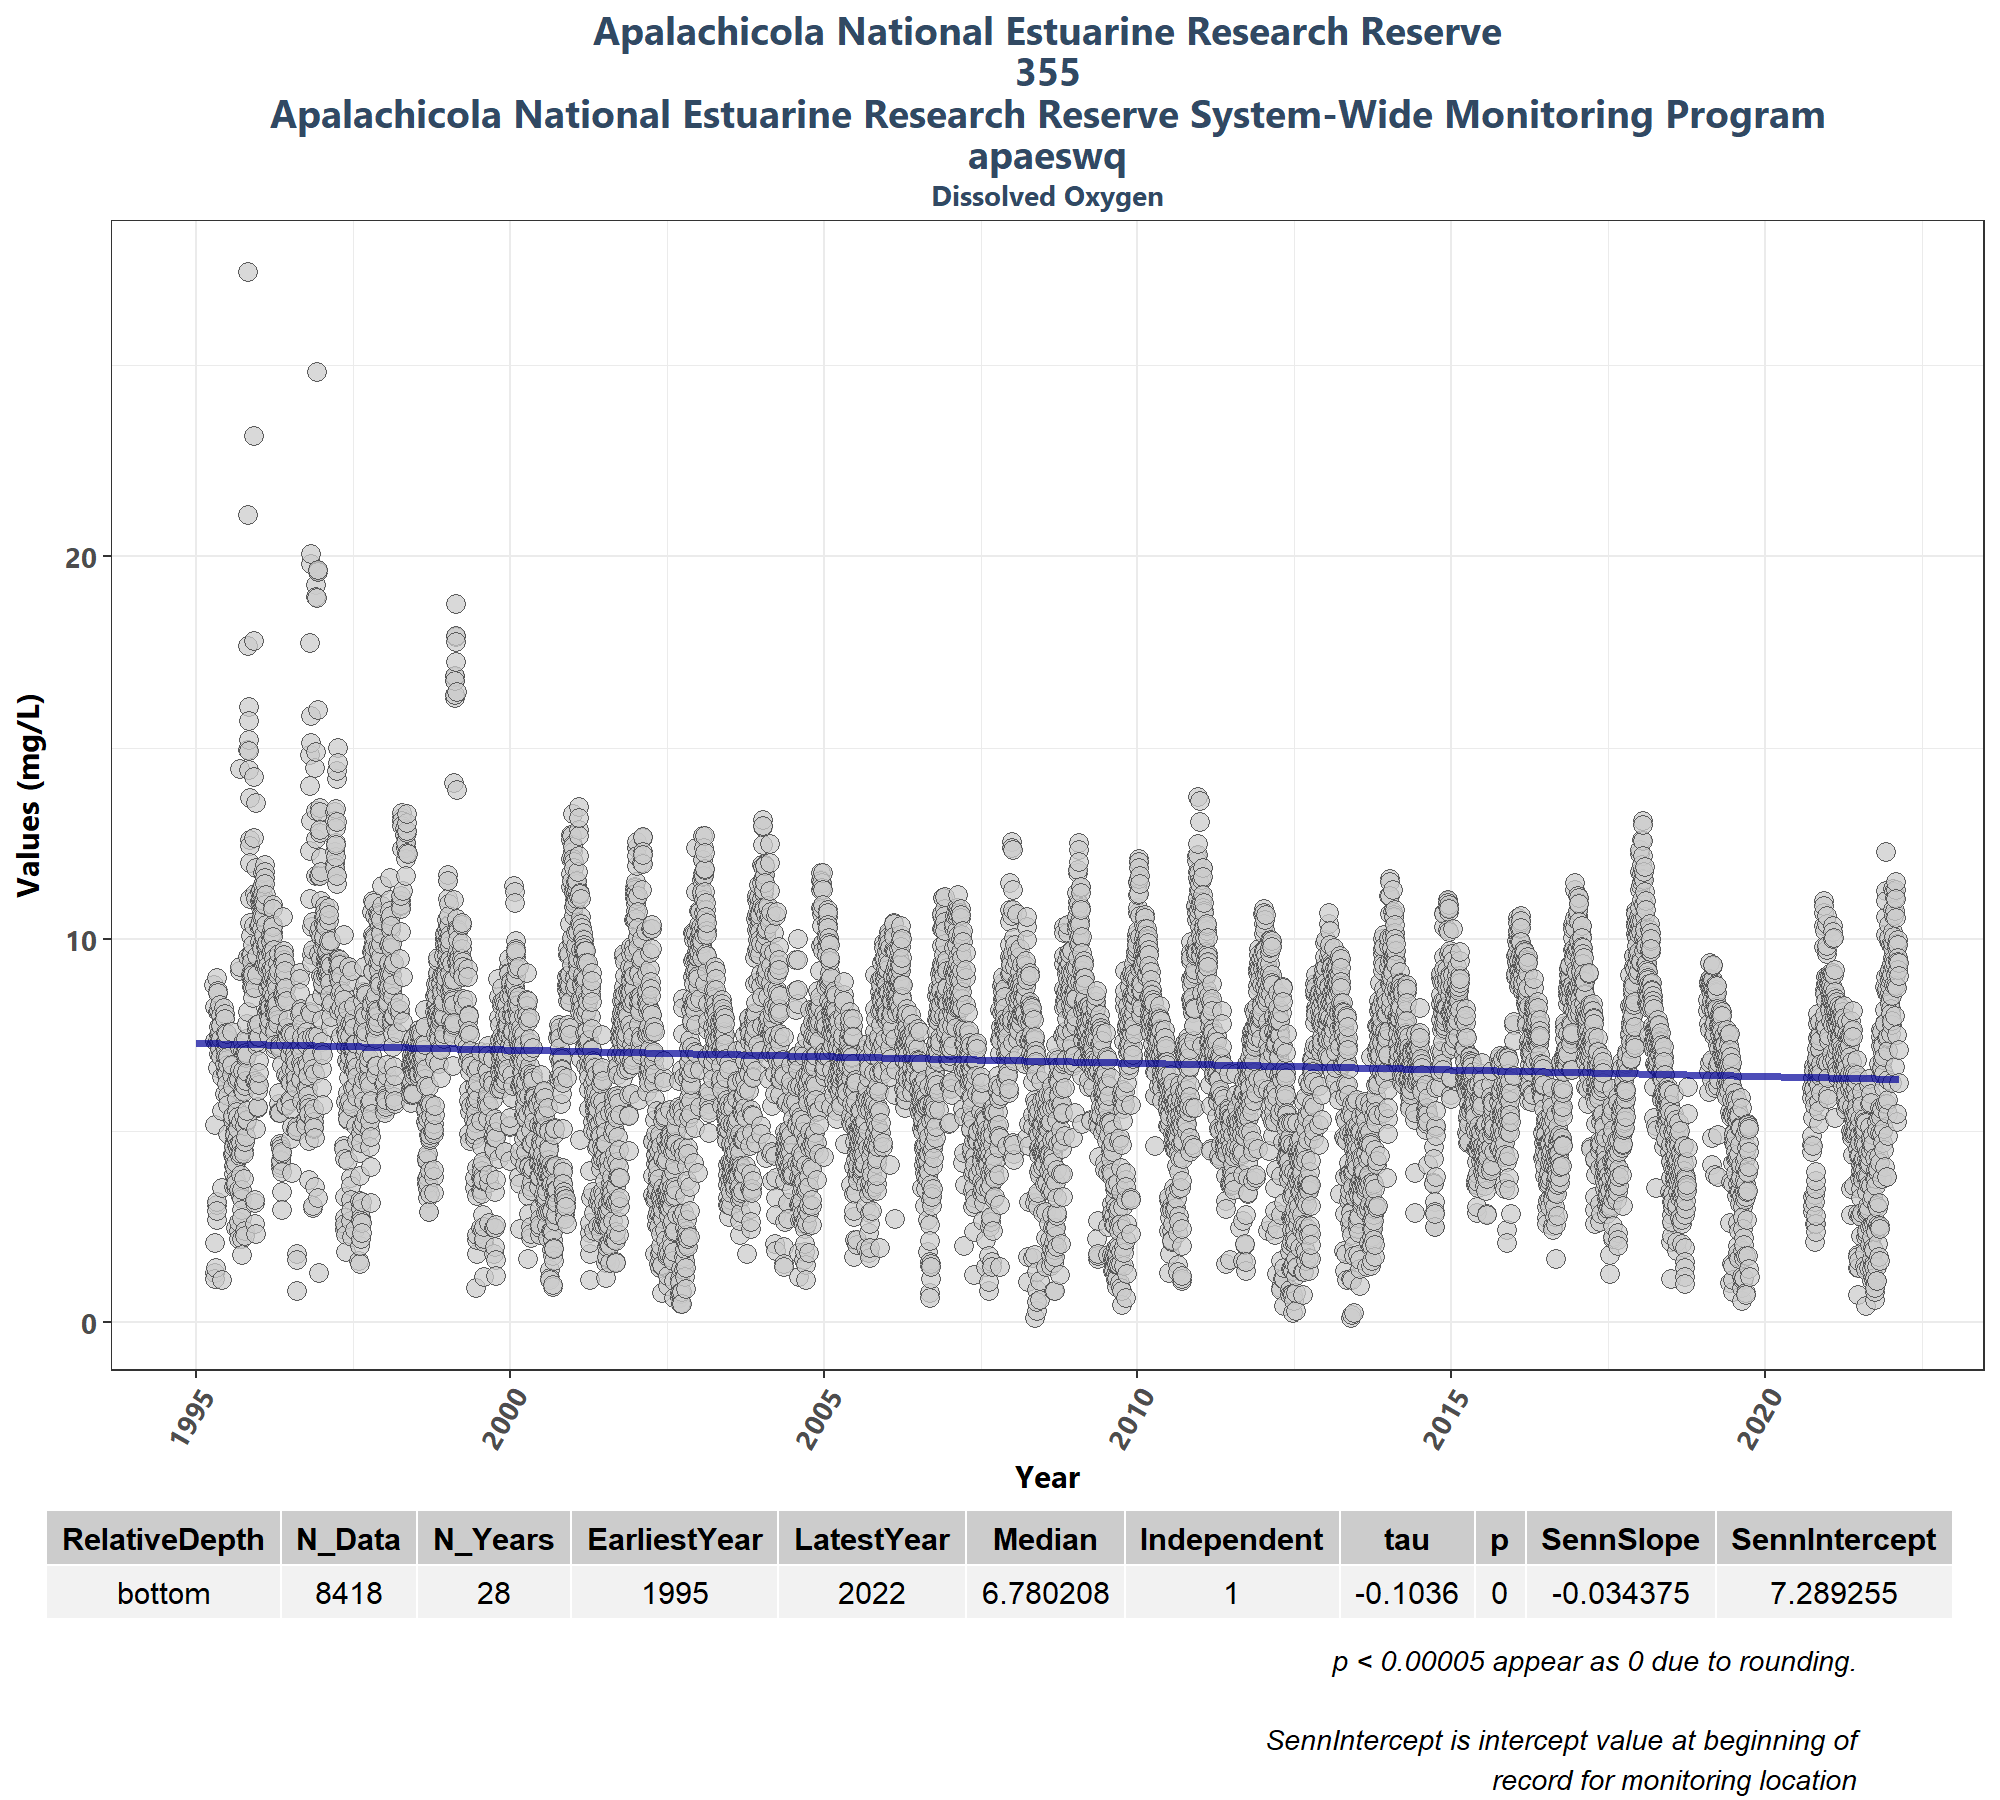 Apalachicola National Estuarine Research Reserve
355
Apalachicola National Estuarine Research Reserve System-Wide Monitoring Program
apaeswq
Dissolved Oxygen
Values (mg/L)
20
10
0
1995 2000 2005 2010 2015 2020
Year
RelativeDepth N_Data N_Years EarliestYear LatestYear Median Independent tau p SennSlope SennIntercept
bottom 8418 28 1995 2022 6.780208 1 -0.1036 0 -0.034375 7.289255
p < 0.00005 appear as 0 due to rounding.
SennIntercept is intercept value at beginning of
record for monitoring location